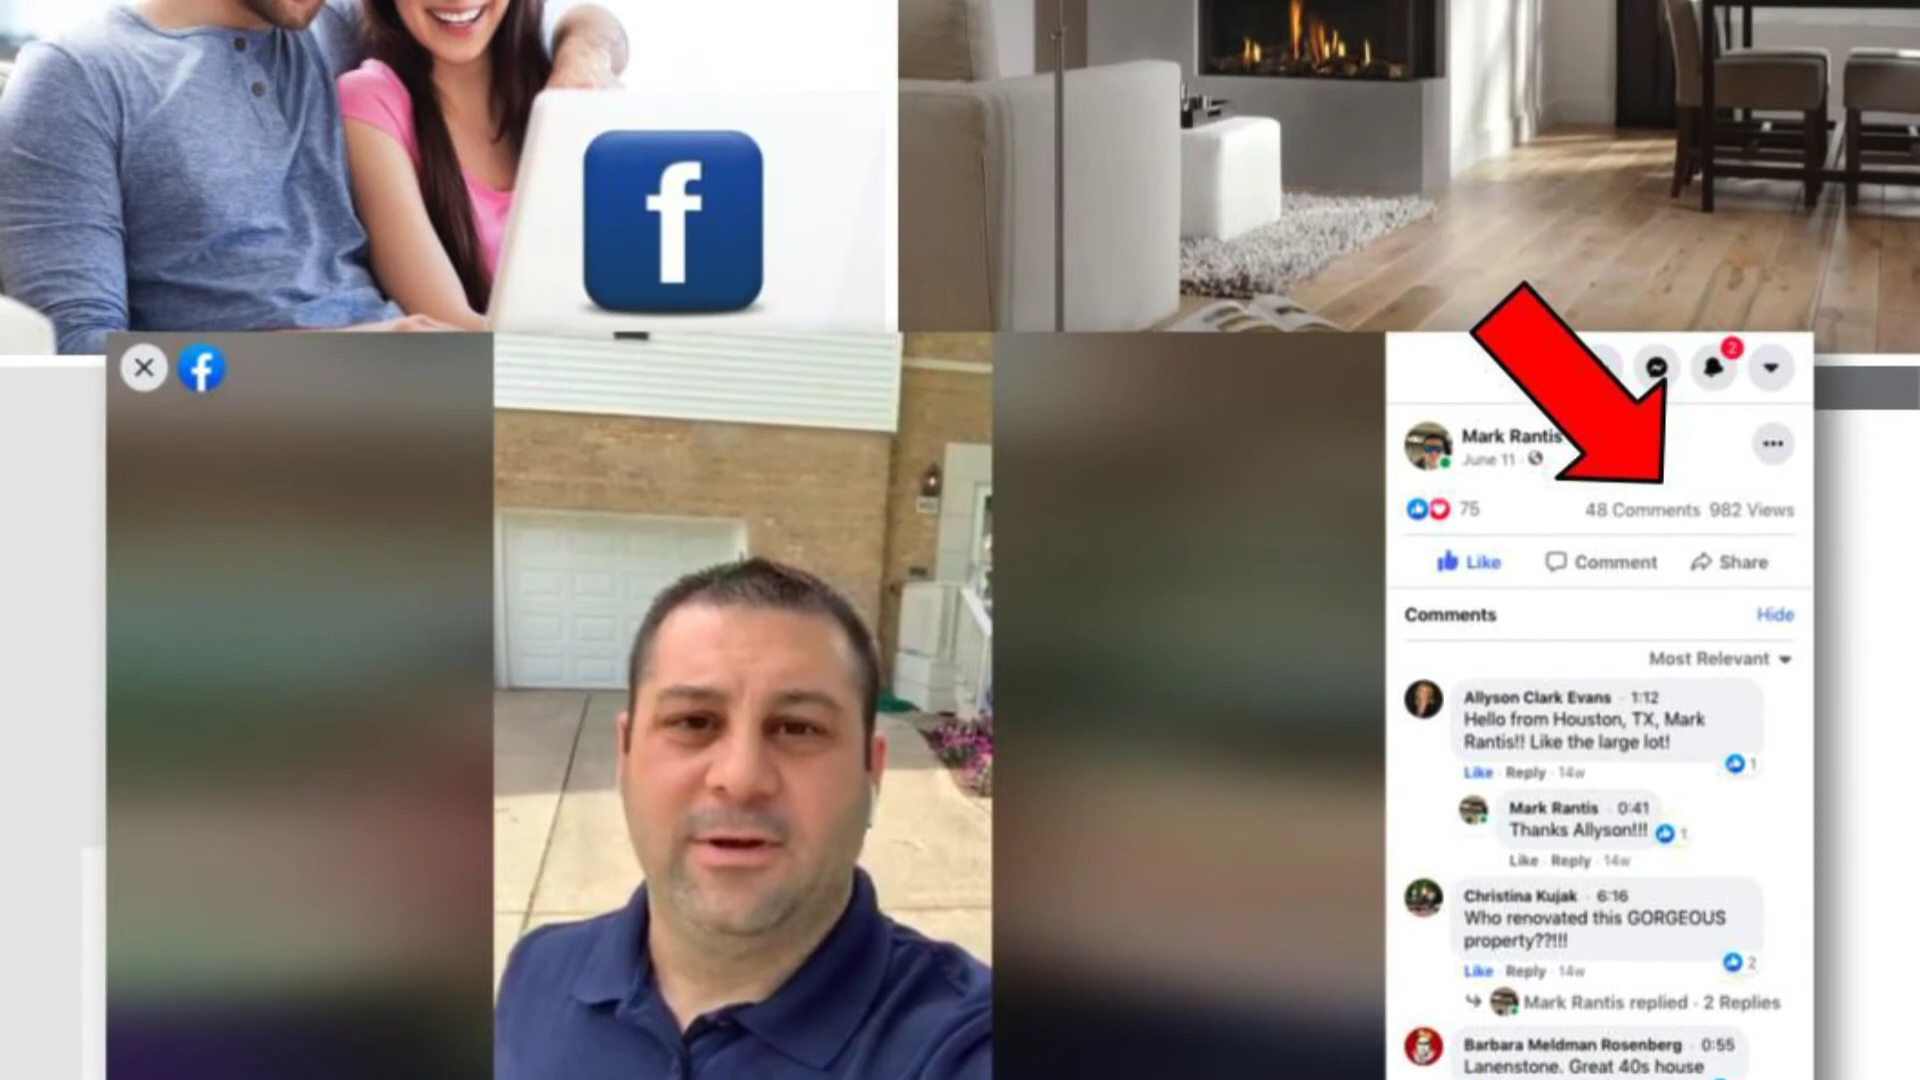 f
f
2
Mark Rantis
June 11 ·
75
48 Comments 982 Views
Like
Comment
Share
Comments
Hide
Most Relevant
Allyson Clark Evans · 1:12
Hello from Houston, TX, Mark
Rantis!! Like the large lot!
1
Like · Reply · 14w
Mark Rantis · 0:41
Thanks Allyson!!!
1
Like · Reply · 14w
Christina Kujak · 6:16
Who renovated this GORGEOUS
property??!!!
2
Like · Reply · 14w
Mark Rantis replied · 2 Replies
Barbara Meldman Rosenberg · 0:55
Lanenstone. Great 40s house